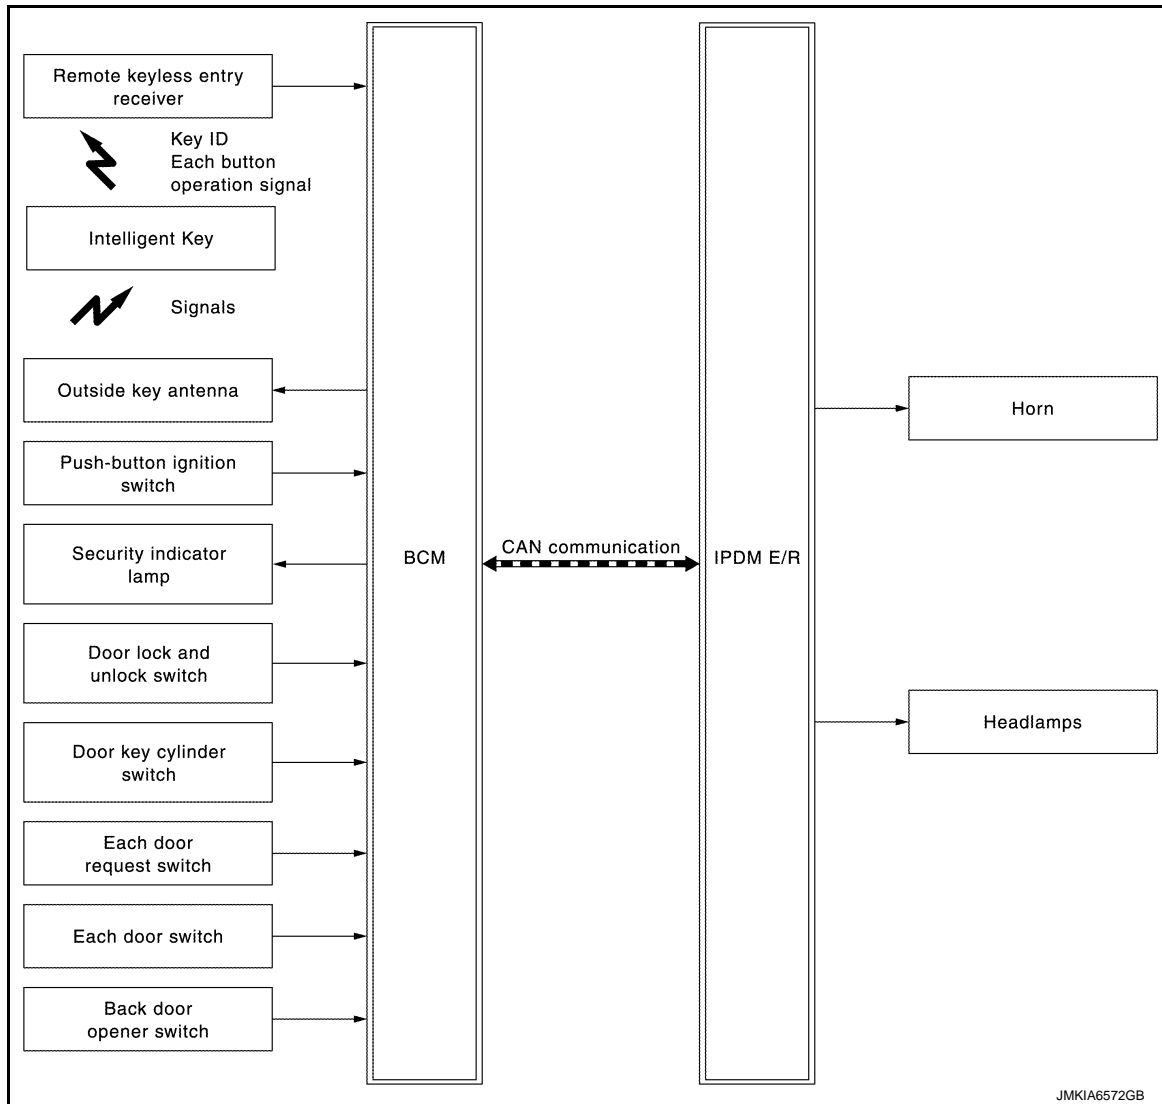 Remote keyless entry
receiver
Key ID
Each button
operation signal
Intelligent Key
Signals
Outside key antenna
Push-button ignition
switch
Security indicator
lamp
Door lock and
unlock switch
Door key cylinder
switch
Each door
request switch
Each door switch
Back door
opener switch
BCM
CAN communication
IPDM E/R
Horn
Headlamps
JMKIA6572GB